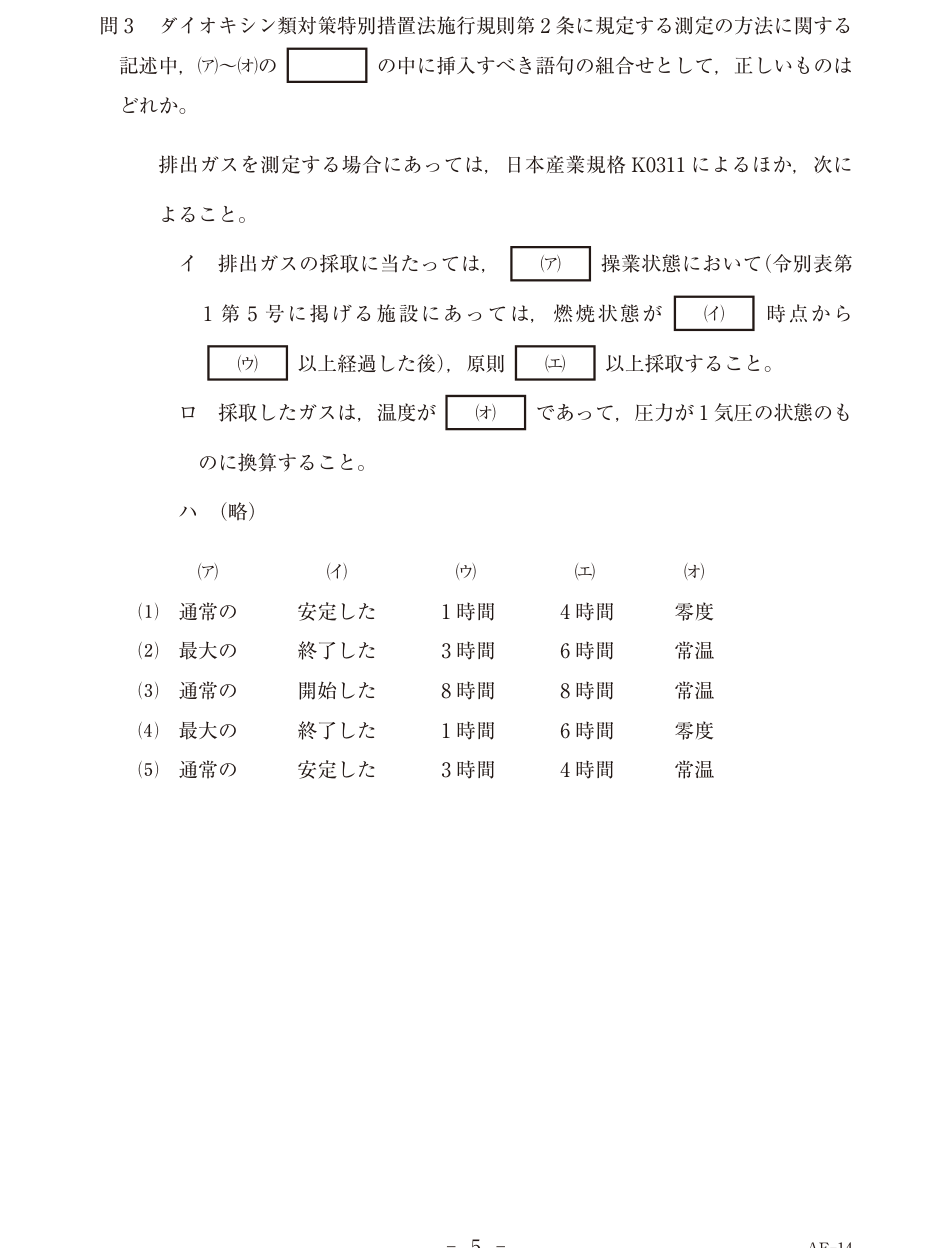 問3　ダイオキシン類対策特別措置法施行規則第2条に規定する測定の方法に関する
記述中，㋐～㋔の　　　の中に挿入すべき語句の組合せとして，正しいものは
どれか。
排出ガスを測定する場合にあっては，日本産業規格 K0311 によるほか，次に
よること。
イ　排出ガスの採取に当たっては，(ア) 操業状態において（令別表第
1第5号に掲げる施設にあっては，燃焼状態が (イ) 時点から
(ウ) 以上経過した後），原則 (エ) 以上採取すること。
ロ　採取したガスは，温度が (オ) であって，圧力が1気圧の状態のも
のに換算すること。
ハ　（略）
(ア)　(イ)　(ウ)　(エ)　(オ)
(1)　通常の　安定した　1時間　4時間　零度
(2)　最大の　終了した　3時間　6時間　常温
(3)　通常の　開始した　8時間　8時間　常温
(4)　最大の　終了した　1時間　6時間　零度
(5)　通常の　安定した　3時間　4時間　常温
－ 5 －